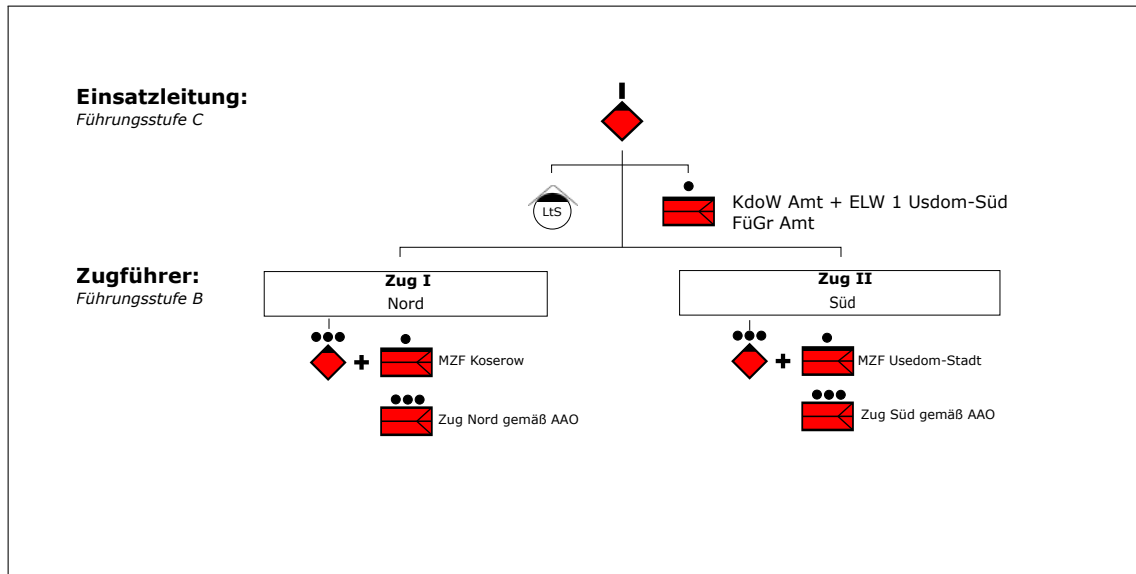 Einsatzleitung:
Führungsstufe C
LtS
KdoW Amt + ELW 1 Usdom-Süd
FüGr Amt
Zugführer:
Führungsstufe B
Zug I
Nord
Zug II
Süd
+
MZF Koserow
+
MZF Usedom-Stadt
Zug Nord gemäß AAO
Zug Süd gemäß AAO